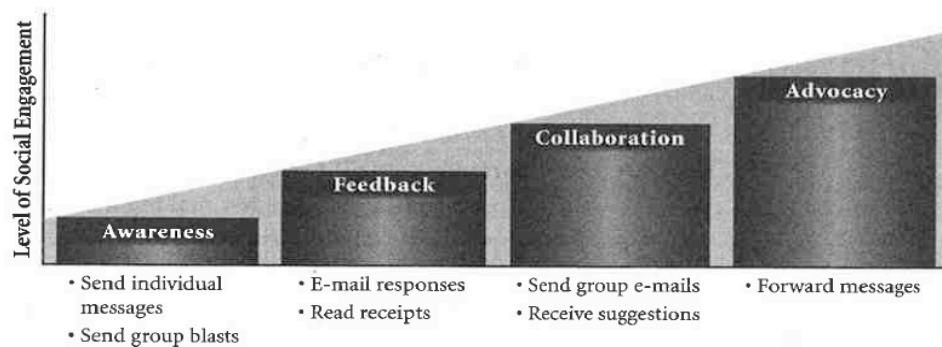 Level of Social Engagement
Awareness
Feedback
Collaboration
Advocacy
• Send individual
messages
• Send group blasts
• E-mail responses
• Read receipts
• Send group e-mails
• Receive suggestions
• Forward messages